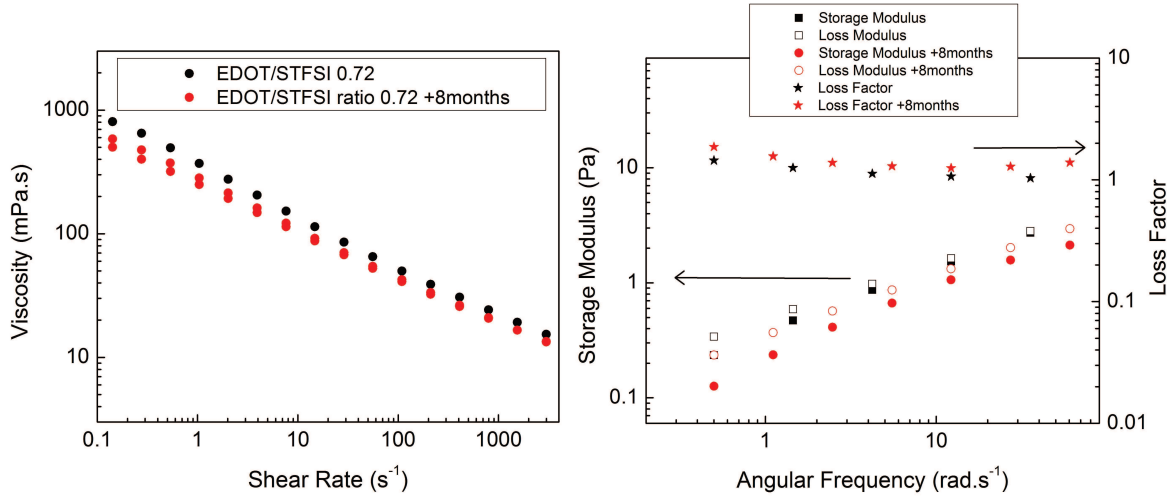 EDOT/STFSI 0.72
EDOT/STFSI ratio 0.72 +8months
1000
100
10
Viscosity (mPa.s)
0.1
1
10
100
1000
Shear Rate (s⁻¹)
Storage Modulus
Loss Modulus
Storage Modulus +8months
Loss Modulus +8months
Loss Factor
Loss Factor +8months
10
1
0.1
Storage Modulus (Pa)
10
1
0.1
0.01
Loss Factor
1
10
Angular Frequency (rad.s⁻¹)